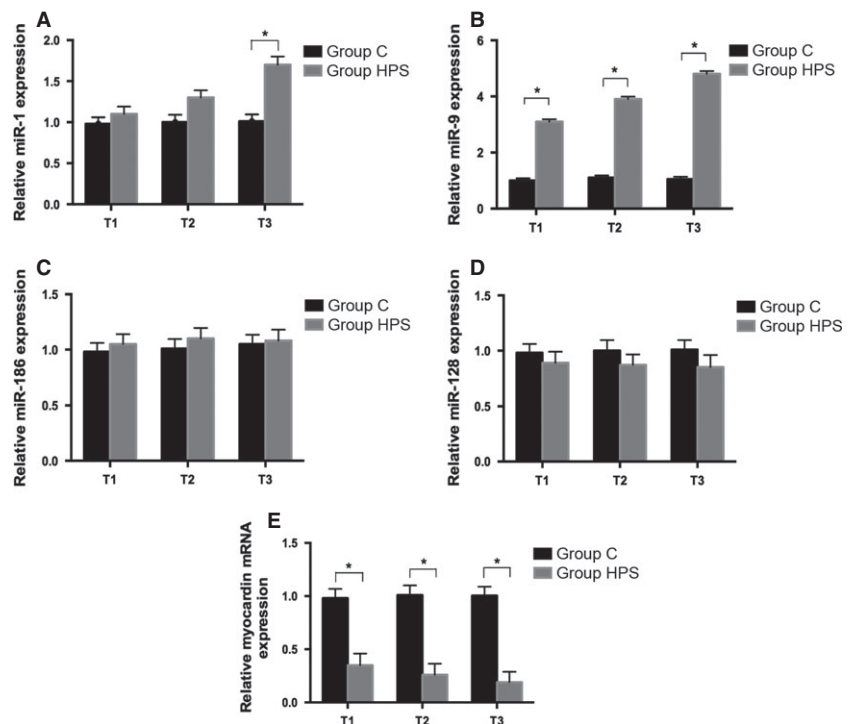 A
Relative miR-1 expression
2.0
1.5
1.0
0.5
0.0
*
T1 T2 T3
Group C
Group HPS
B
Relative miR-9 expression
6
4
2
0
* * *
T1 T2 T3
Group C
Group HPS
C
Relative miR-186 expression
1.5
1.0
0.5
0.0
T1 T2 T3
Group C
Group HPS
D
Relative miR-128 expression
1.5
1.0
0.5
0.0
T1 T2 T3
Group C
Group HPS
E
Relative myocardin mRNA
expression
1.5
1.0
0.5
0.0
* * *
T1 T2 T3
Group C
Group HPS